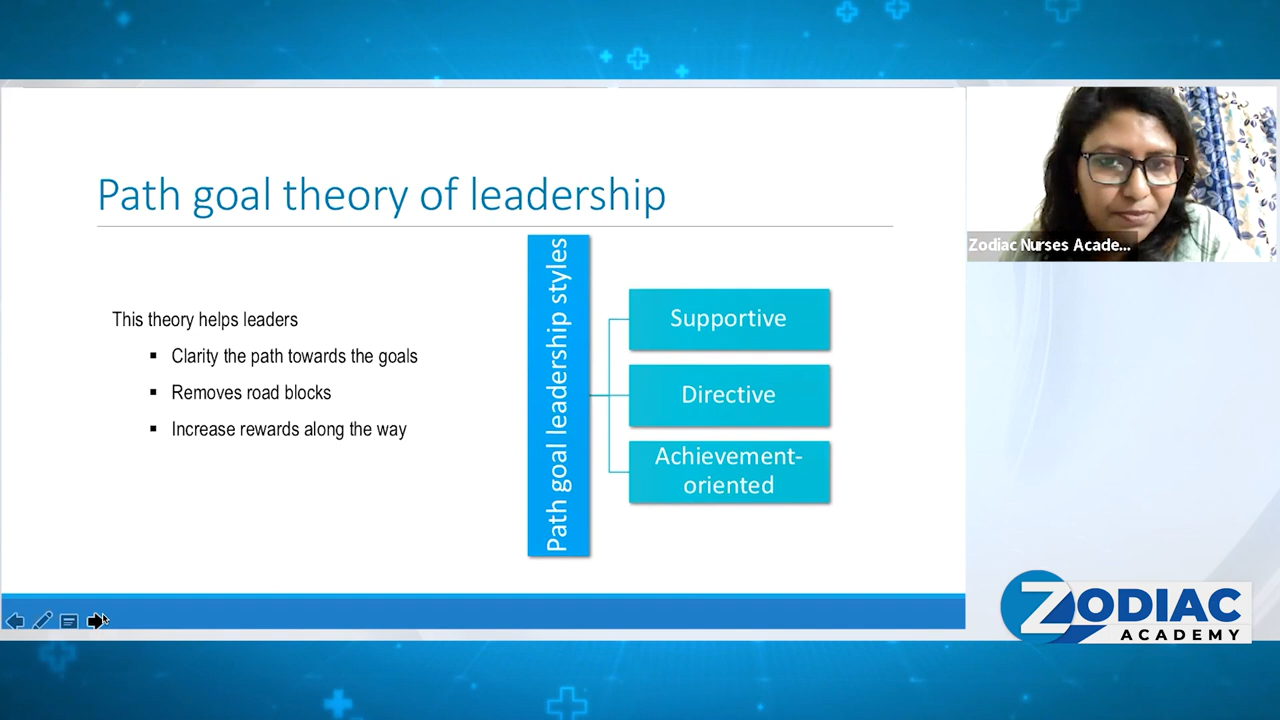 Path goal theory of leadership
This theory helps leaders
▪ Clarity the path towards the goals
▪ Removes road blocks
▪ Increase rewards along the way
Path goal leadership styles
Supportive
Directive
Achievement-
oriented
Zodiac Nurses Acade...
ZODIAC
ACADEMY